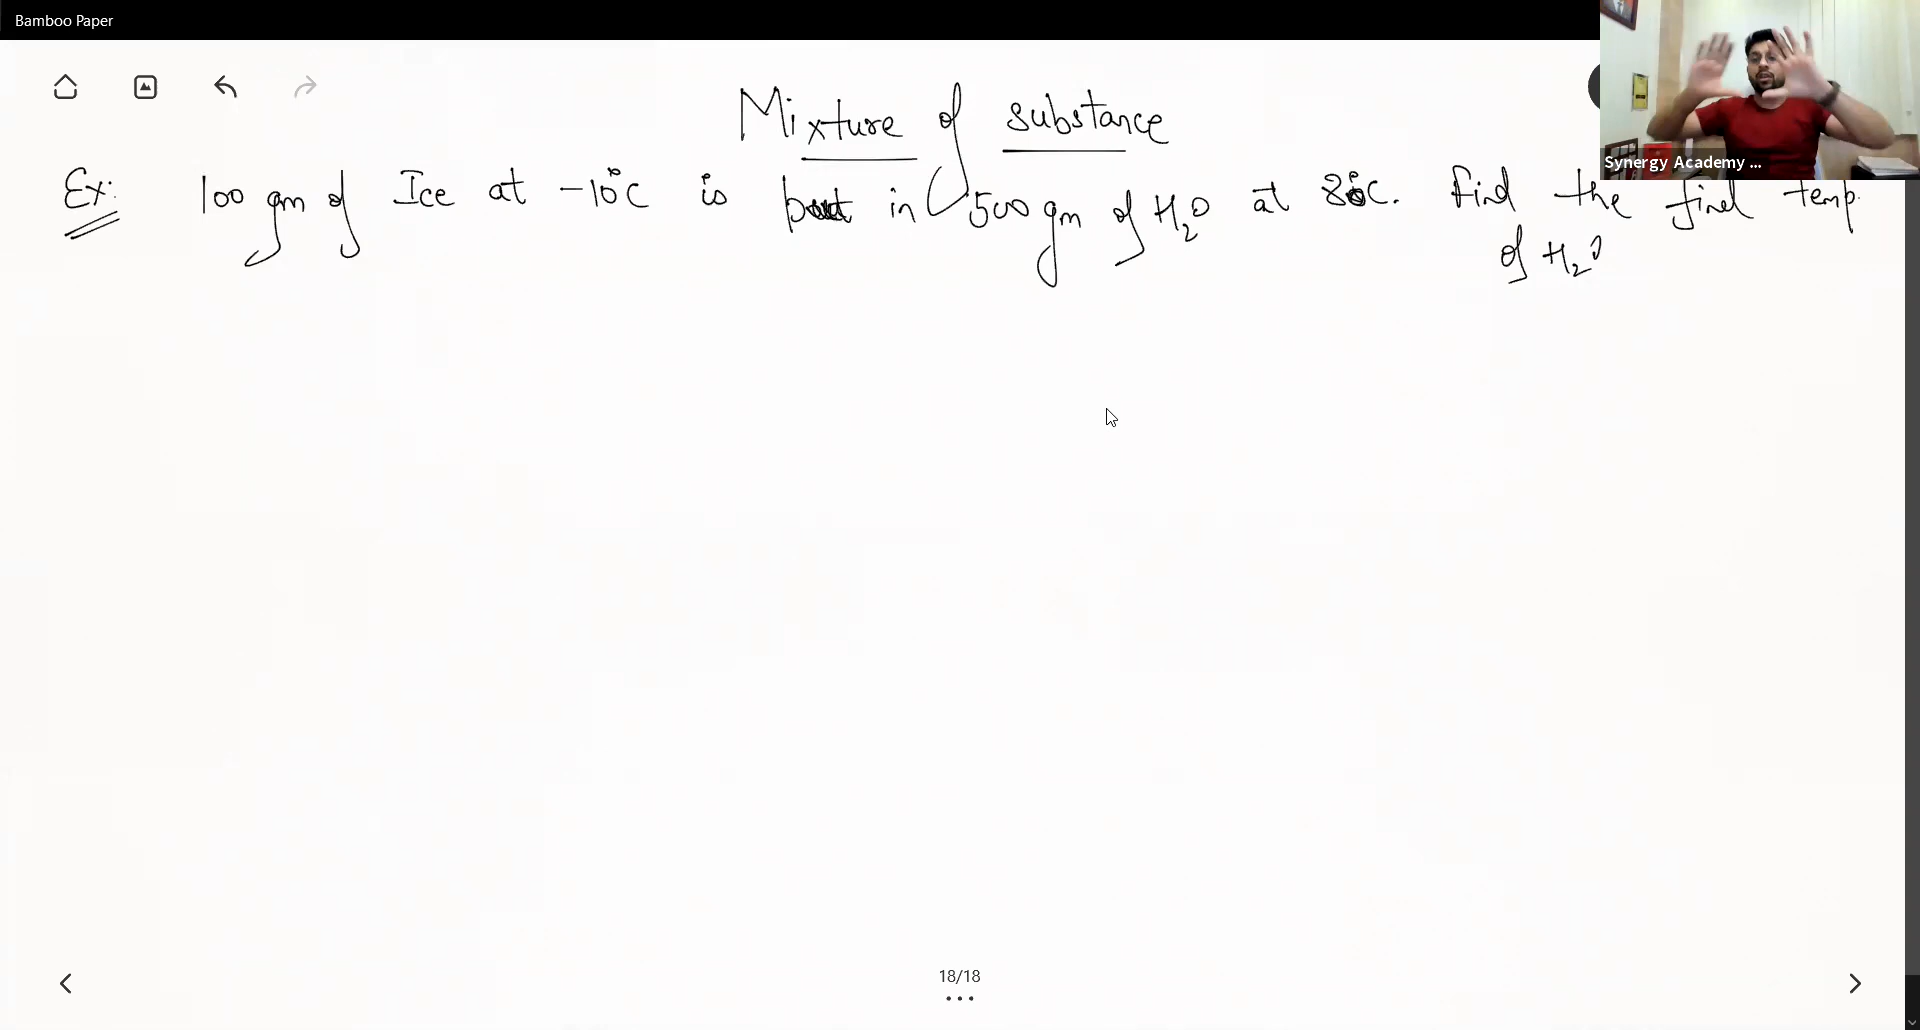 Bamboo Paper
Synergy Academy ...
Mixture of substance
Ex: 100 gm of Ice at -10°C is put in 500 gm of H₂O at 80°C. Find the final temp.
of H₂O
18/18